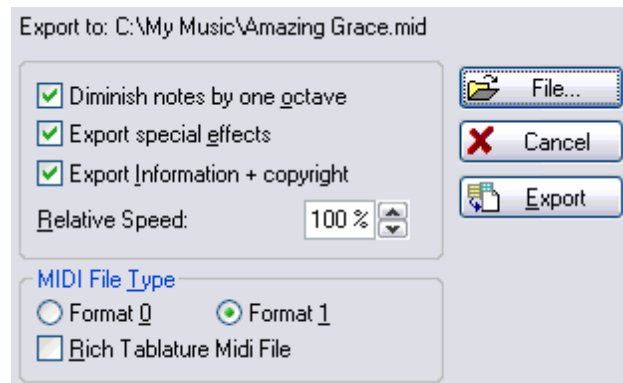 Export to: C:\My Music\Amazing Grace.mid
Diminish notes by one octave
File...
Export special effects
Cancel
Export Information + copyright
Export
Relative Speed: 100 %
MIDI File Type
Format 0 Format 1
Rich Tablature Midi File